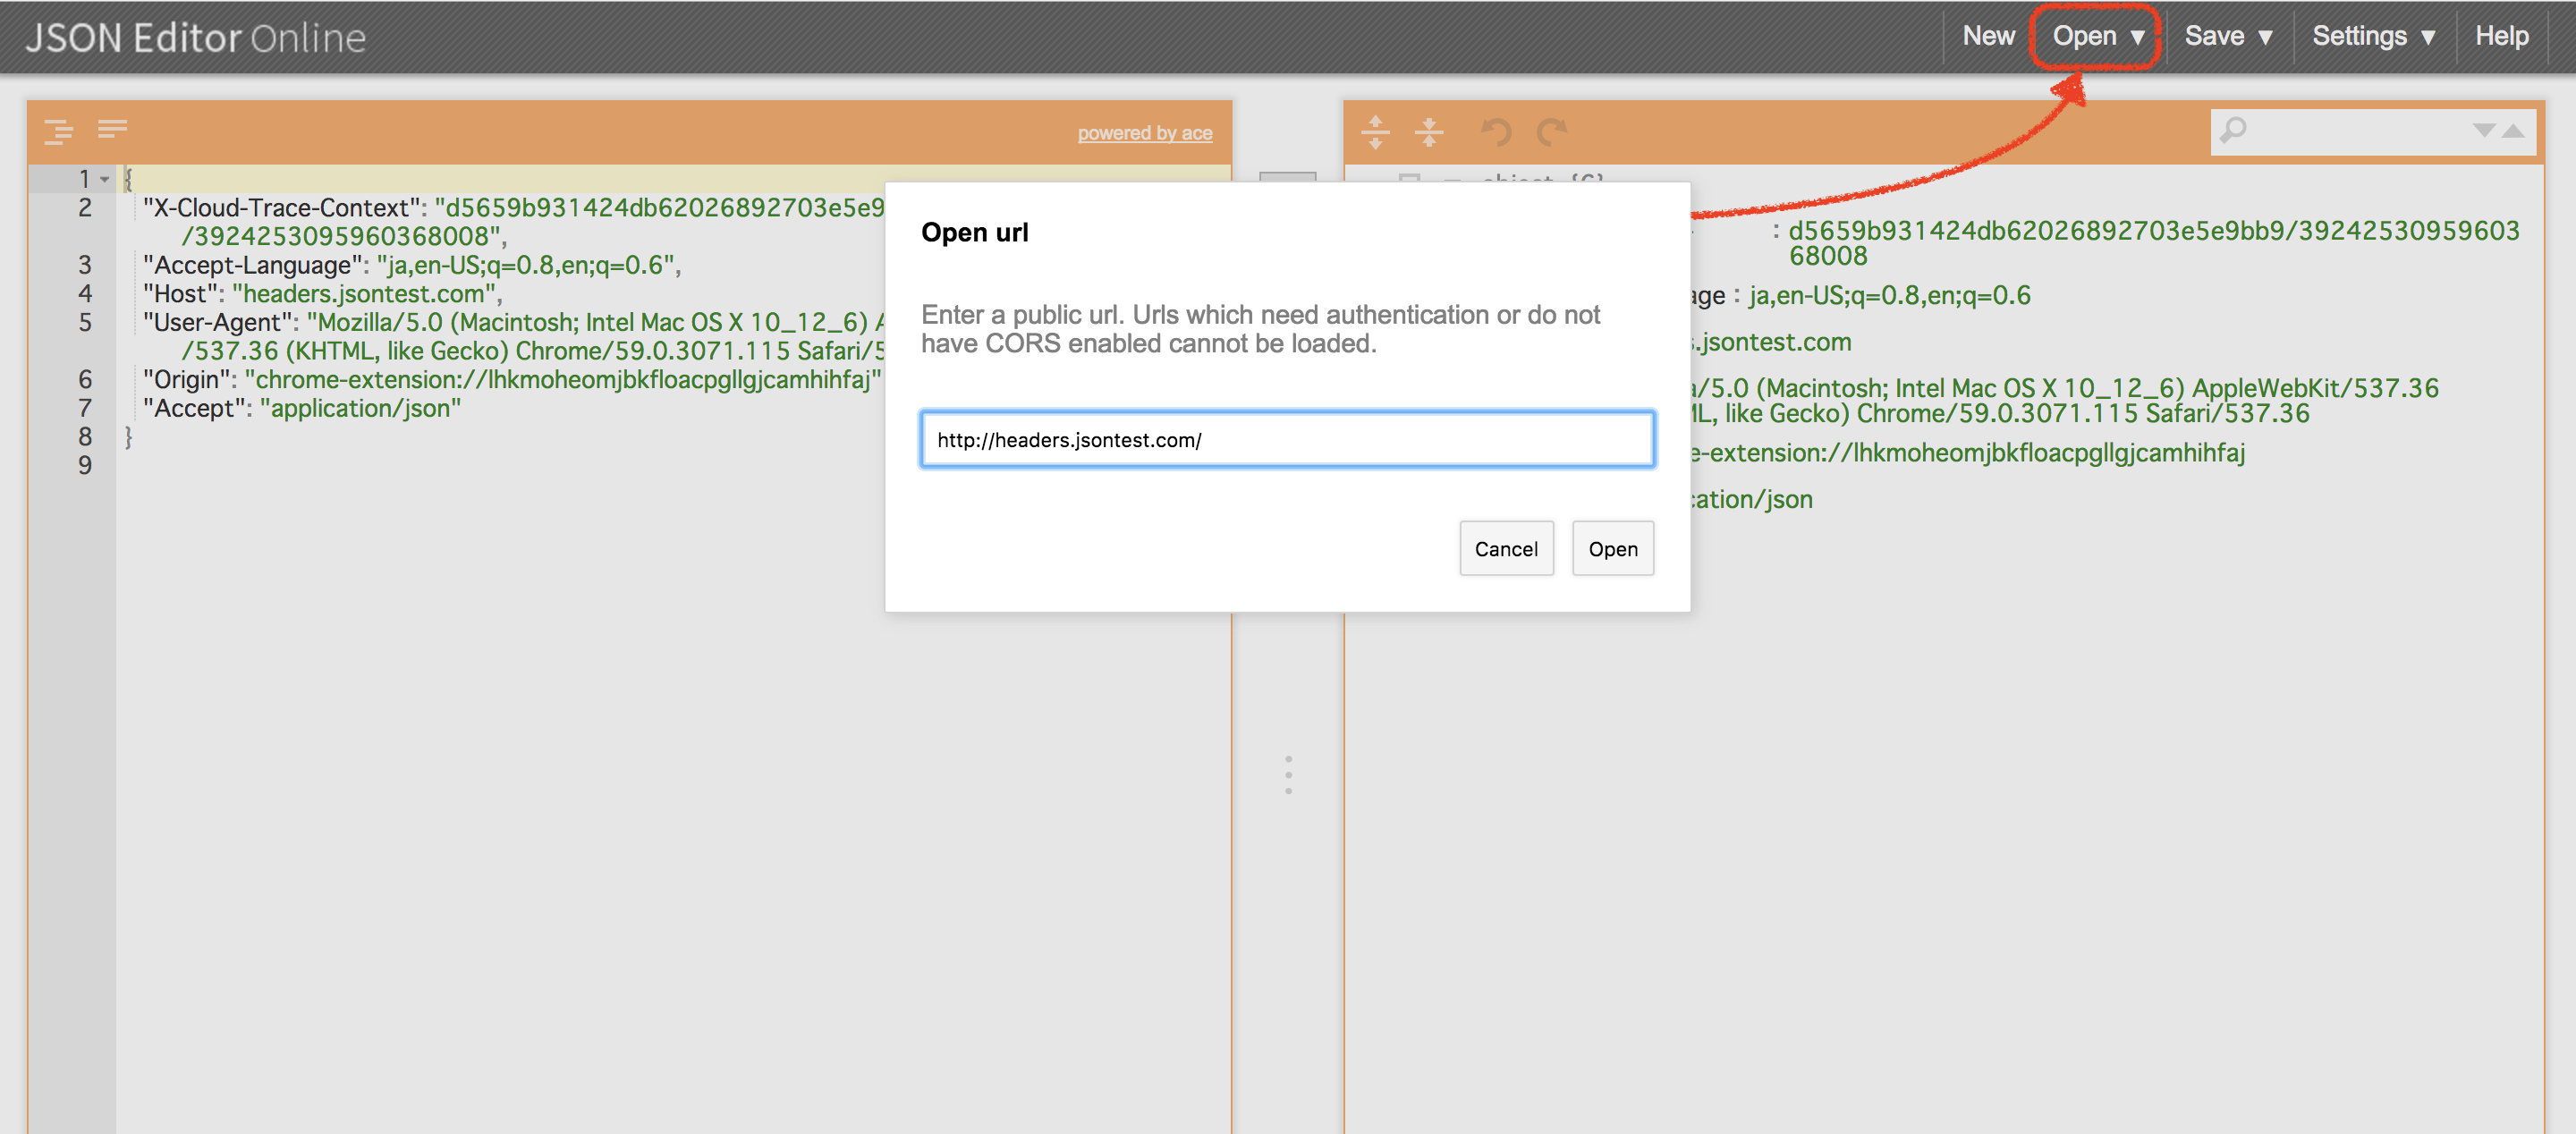 JSON Editor Online
New
Open ▼
Save ▼
Settings ▼
Help
powered by ace
1
{
2
"X-Cloud-Trace-Context": "d5659b931424db62026892703e5e9
/3924253095960368008",
3
"Accept-Language": "ja,en-US;q=0.8,en;q=0.6",
4
"Host": "headers.jsontest.com",
5
"User-Agent": "Mozilla/5.0 (Macintosh; Intel Mac OS X 10_12_6) A
/537.36 (KHTML, like Gecko) Chrome/59.0.3071.115 Safari/5
6
"Origin": "chrome-extension://lhkmoheomjbkfloacpgllgjcamhihfaj"
7
"Accept": "application/json"
8
}
9
Open url
Enter a public url. Urls which need authentication or do not
have CORS enabled cannot be loaded.
http://headers.jsontest.com/
Cancel
Open
object {6}
: d5659b931424db62026892703e5e9bb9/39242530959603
68008
age : ja,en-US;q=0.8,en;q=0.6
.jsontest.com
/5.0 (Macintosh; Intel Mac OS X 10_12_6) AppleWebKit/537.36
L, like Gecko) Chrome/59.0.3071.115 Safari/537.36
e-extension://lhkmoheomjbkfloacpgllgjcamhihfaj
cation/json